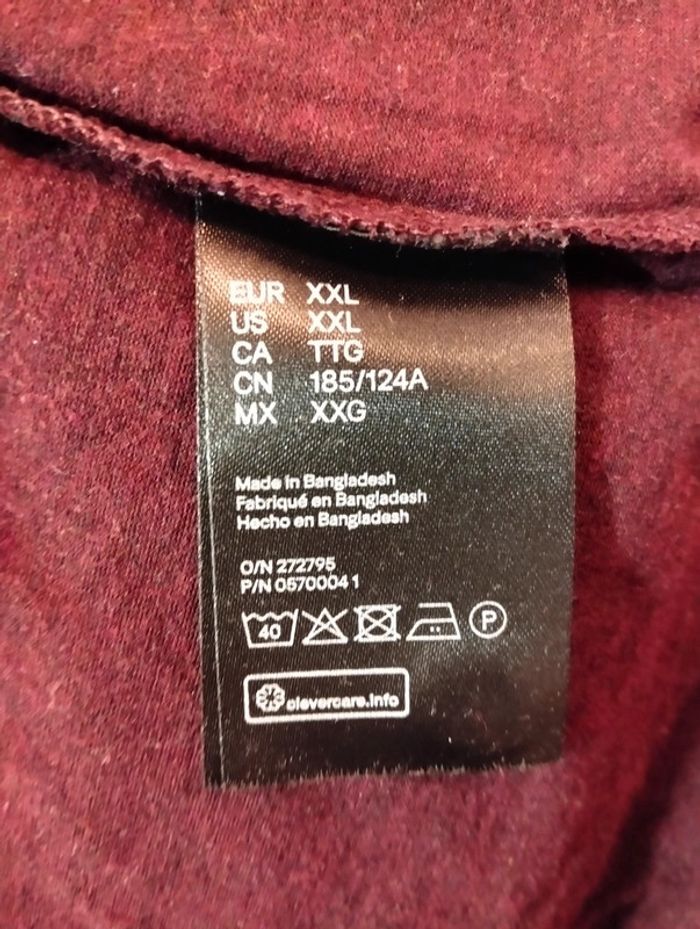 EUR XXL
US XXL
CA TTG
CN 185/124A
MX XXG
Made in Bangladesh
Fabriqué en Bangladesh
Hecho en Bangladesh
O/N 272795
P/N 05700041
40 P
clevercare.info